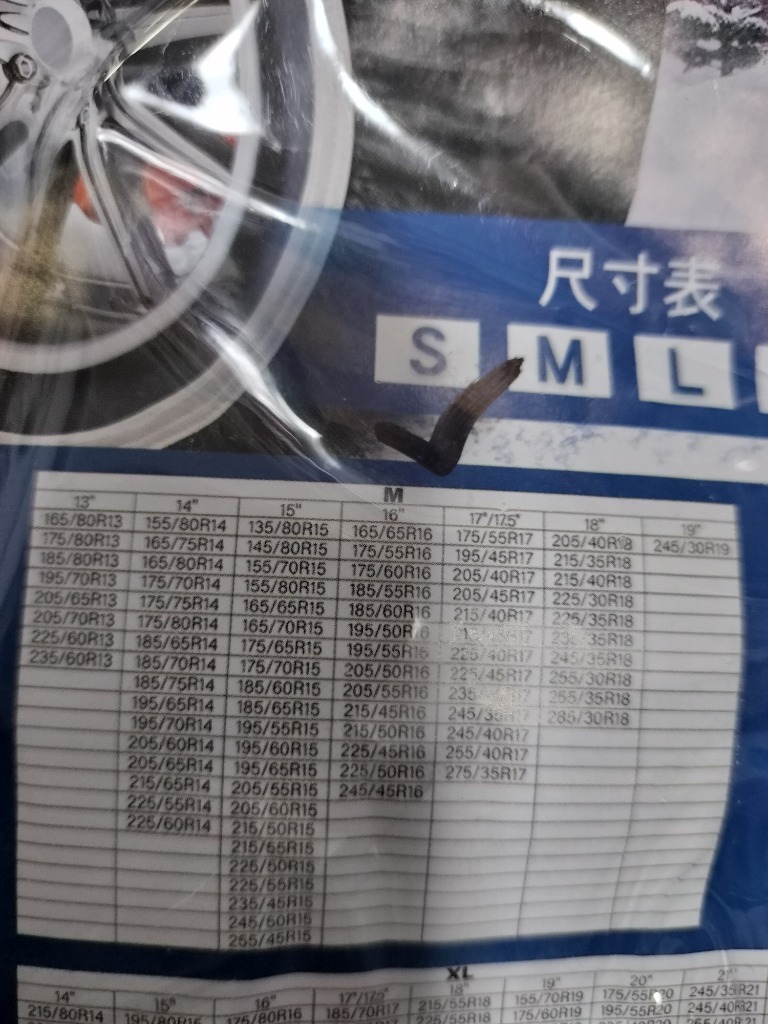 尺寸表
S M L
M
13" 14" 15" 16" 17"/17.5" 18" 19"
165/80R13 155/80R14 135/80R15 165/65R16 175/55R17 205/40R18 245/30R19
175/80R13 165/75R14 145/80R15 175/55R16 195/45R17 215/35R18
185/80R13 165/80R14 155/70R15 175/60R16 205/40R17 215/40R18
195/70R13 175/70R14 155/80R15 185/55R16 205/45R17 225/30R18
205/65R13 175/75R14 165/65R15 185/60R16 215/40R17 225/35R18
205/70R13 175/80R14 165/70R15 195/50R16
225/60R13 185/65R14 175/65R15 195/55R16 225/40R17 245/35R18
235/60R13 185/70R14 175/70R15 205/50R16 225/45R17 255/30R18
185/75R14 185/60R15 205/55R16 255/35R18
195/65R14 185/65R15 215/45R16 245/35R17 285/30R18
195/70R14 195/55R15 215/50R16 245/40R17
205/60R14 195/60R15 225/45R16 255/40R17
205/65R14 195/65R15 225/50R16 275/35R17
215/65R14 205/55R15 245/45R16
225/55R14 205/60R15
225/60R14 215/50R15
215/65R15
225/50R15
225/55R15
235/45R15
245/60R15
255/45R15
XL
14" 15" 16" 17"/17.5" 18" 19" 20"
215/80R14 195/80R16 175/80R16 185/70R17 215/55R18 155/70R19 175/55R20 245/35R21
225/55R18 175/60R19 195/55R20 245/40R21